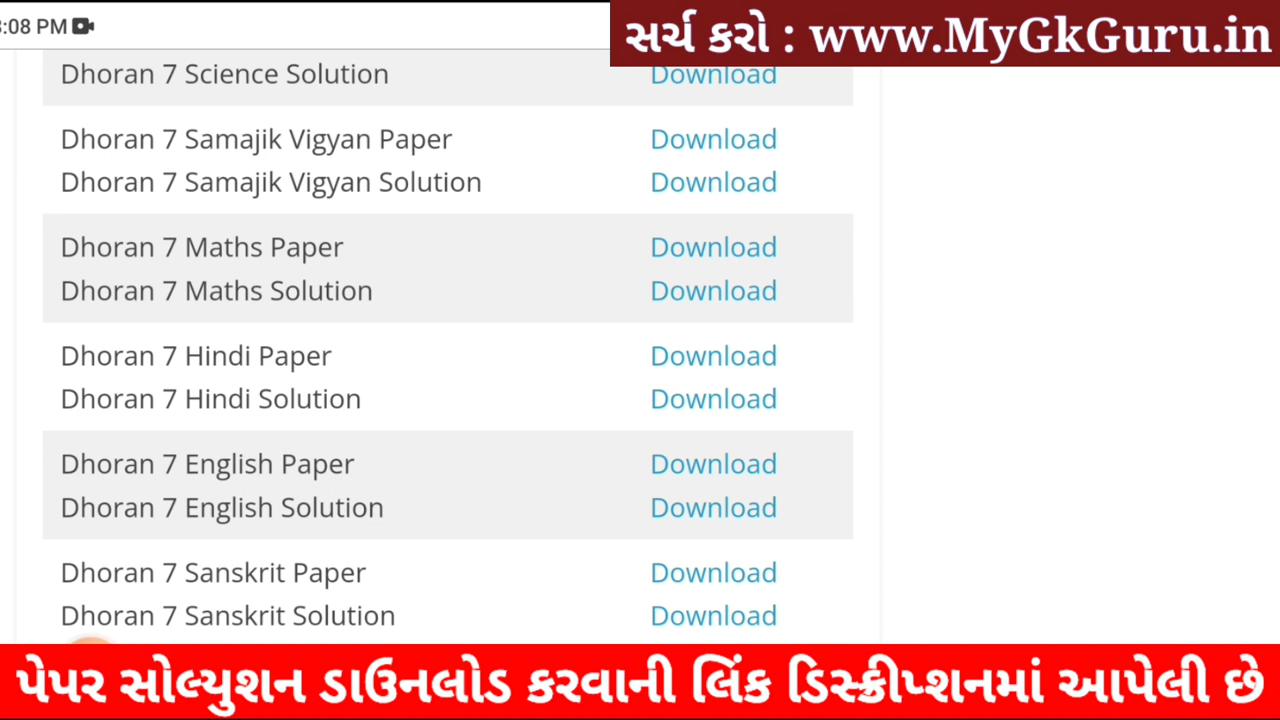 :08 PM
સર્ચ કરો : www.MyGkGuru.in
Dhoran 7 Science Solution Download
Dhoran 7 Samajik Vigyan Paper Download
Dhoran 7 Samajik Vigyan Solution Download
Dhoran 7 Maths Paper Download
Dhoran 7 Maths Solution Download
Dhoran 7 Hindi Paper Download
Dhoran 7 Hindi Solution Download
Dhoran 7 English Paper Download
Dhoran 7 English Solution Download
Dhoran 7 Sanskrit Paper Download
Dhoran 7 Sanskrit Solution Download
પેપર સોલ્યુશન ડાઉનલોડ કરવાની લિંક ડિસ્ક્રીપ્શનમાં આપેલી છે